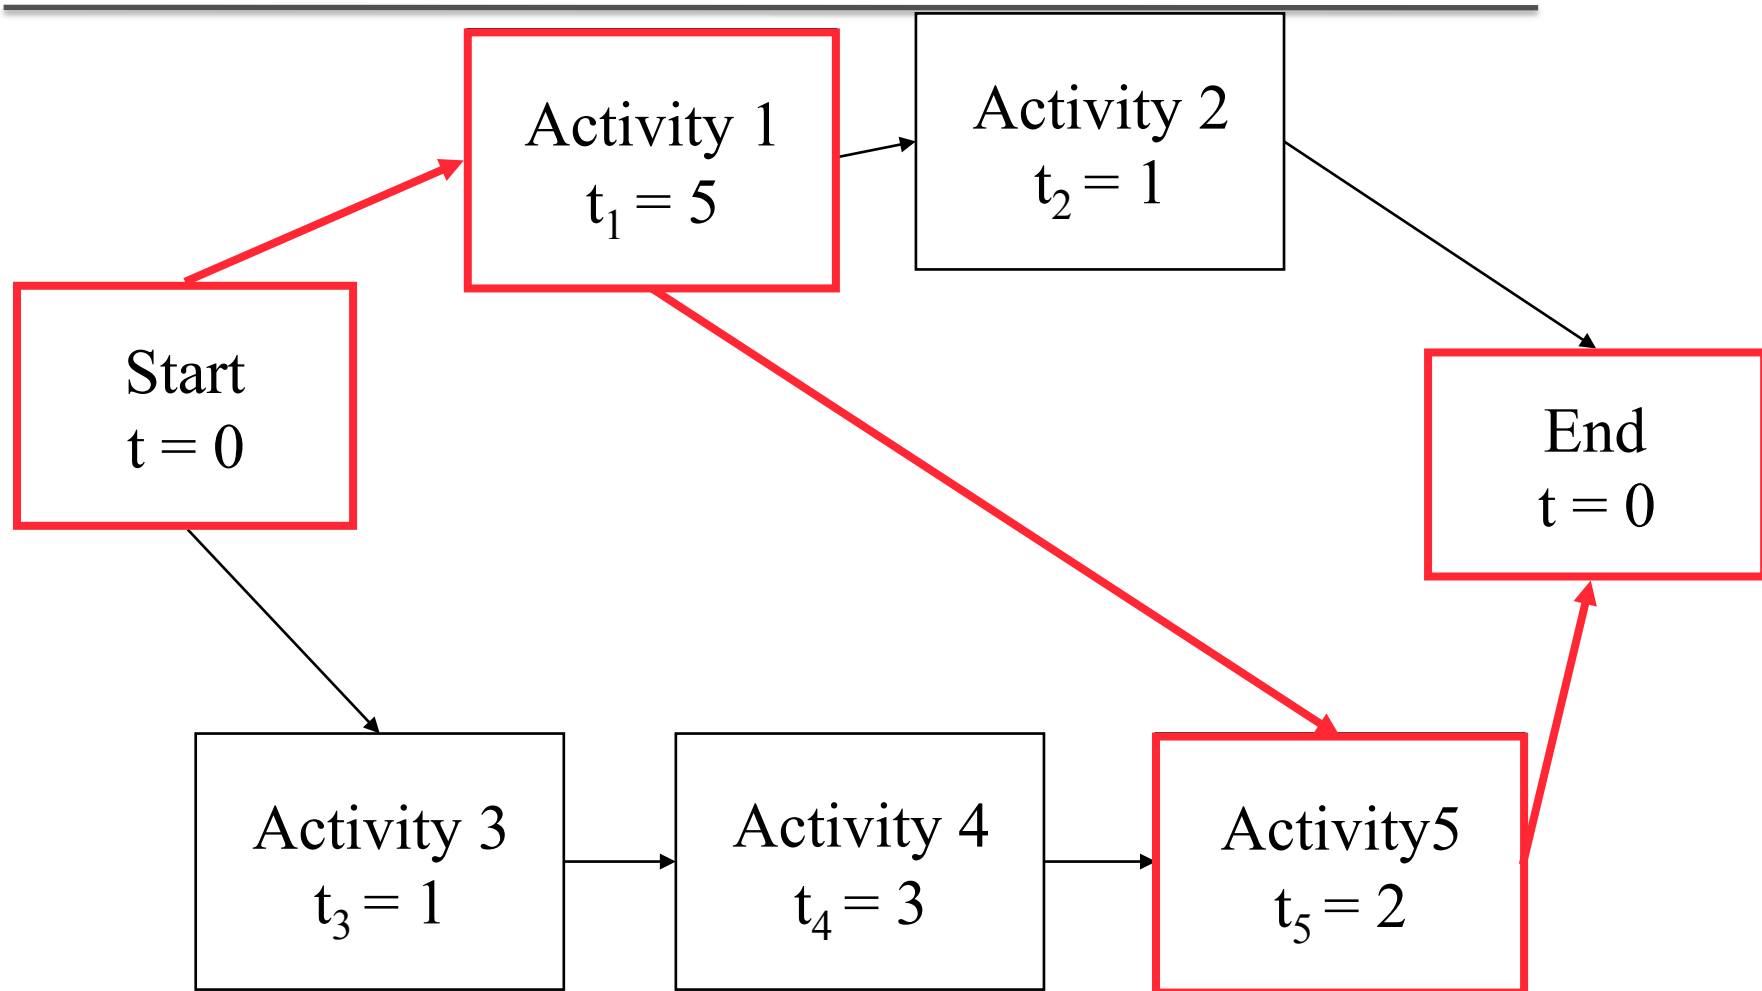 Activity 1
t₁ = 5
Activity 2
t₂ = 1
Start
t = 0
End
t = 0
Activity 3
t₃ = 1
Activity 4
t₄ = 3
Activity5
t₅ = 2